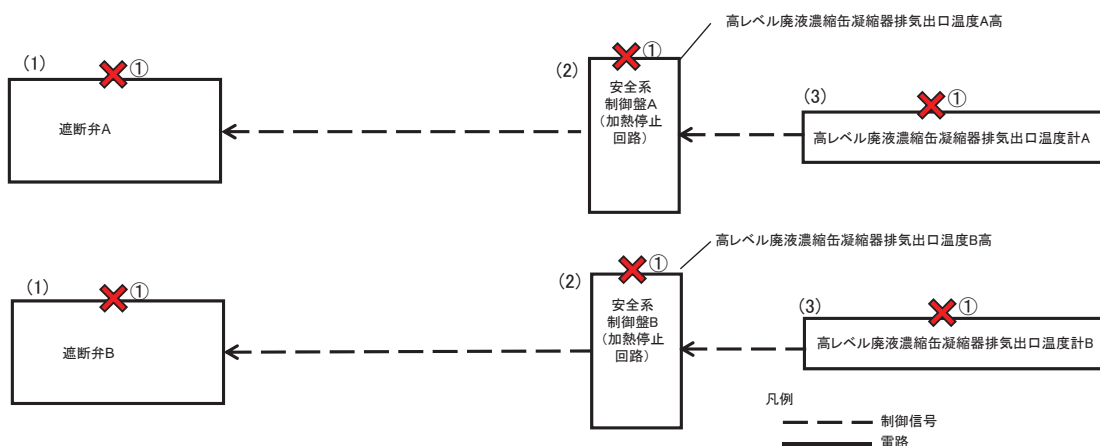 高レベル廃液濃縮缶凝縮器排気出口温度A高
(1)
①
(2)
①
安全系
制御盤A
(加熱停止
回路)
(3)
①
遮断弁A
高レベル廃液濃縮缶凝縮器排気出口温度計A
高レベル廃液濃縮缶凝縮器排気出口温度B高
(1)
①
(2)
①
安全系
制御盤B
(加熱停止
回路)
(3)
①
遮断弁B
高レベル廃液濃縮缶凝縮器排気出口温度計B
凡例
制御信号
電路